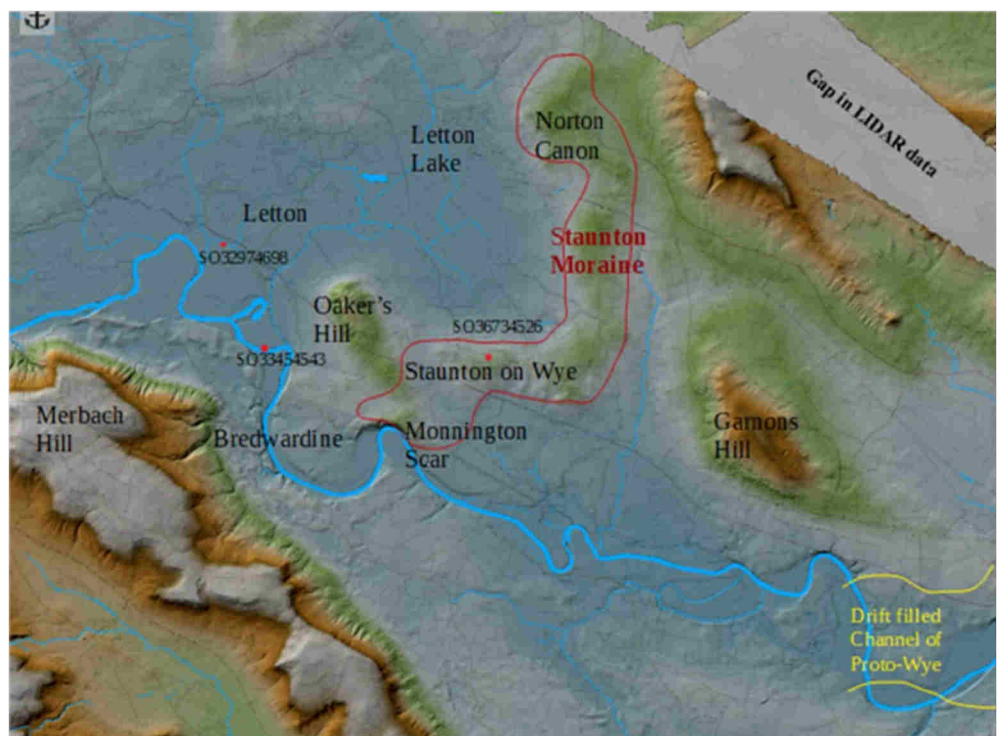 Gap in LIDAR data
Norton
Canon
Letton
Lake
Letton
Staunton
Moraine
SO32974698
Oaker's
Hill
SO36734526
SO33454543
Staunton on Wye
Merbach
Hill
Bredwardine
Monnington
Scar
Garnons
Hill
Drift filled
Channel of
Proto-Wye